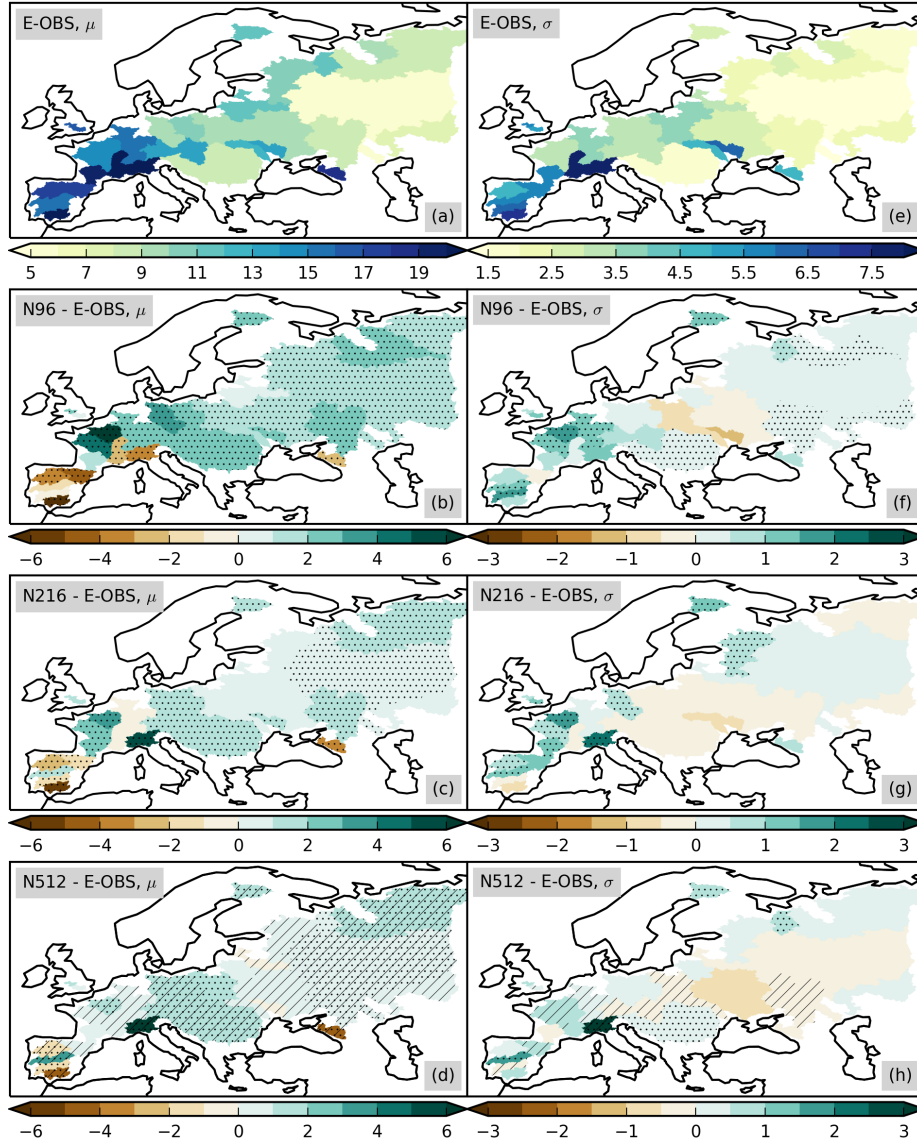 E-OBS, μ
E-OBS, σ
(a)
(e)
5 7 9 11 13 15 17 19
1.5 2.5 3.5 4.5 5.5 6.5 7.5
N96 - E-OBS, μ
N96 - E-OBS, σ
(b)
(f)
−6 −4 −2 0 2 4 6
−3 −2 −1 0 1 2 3
N216 - E-OBS, μ
N216 - E-OBS, σ
(c)
(g)
−6 −4 −2 0 2 4 6
−3 −2 −1 0 1 2 3
N512 - E-OBS, μ
N512 - E-OBS, σ
(d)
(h)
−6 −4 −2 0 2 4 6
−3 −2 −1 0 1 2 3